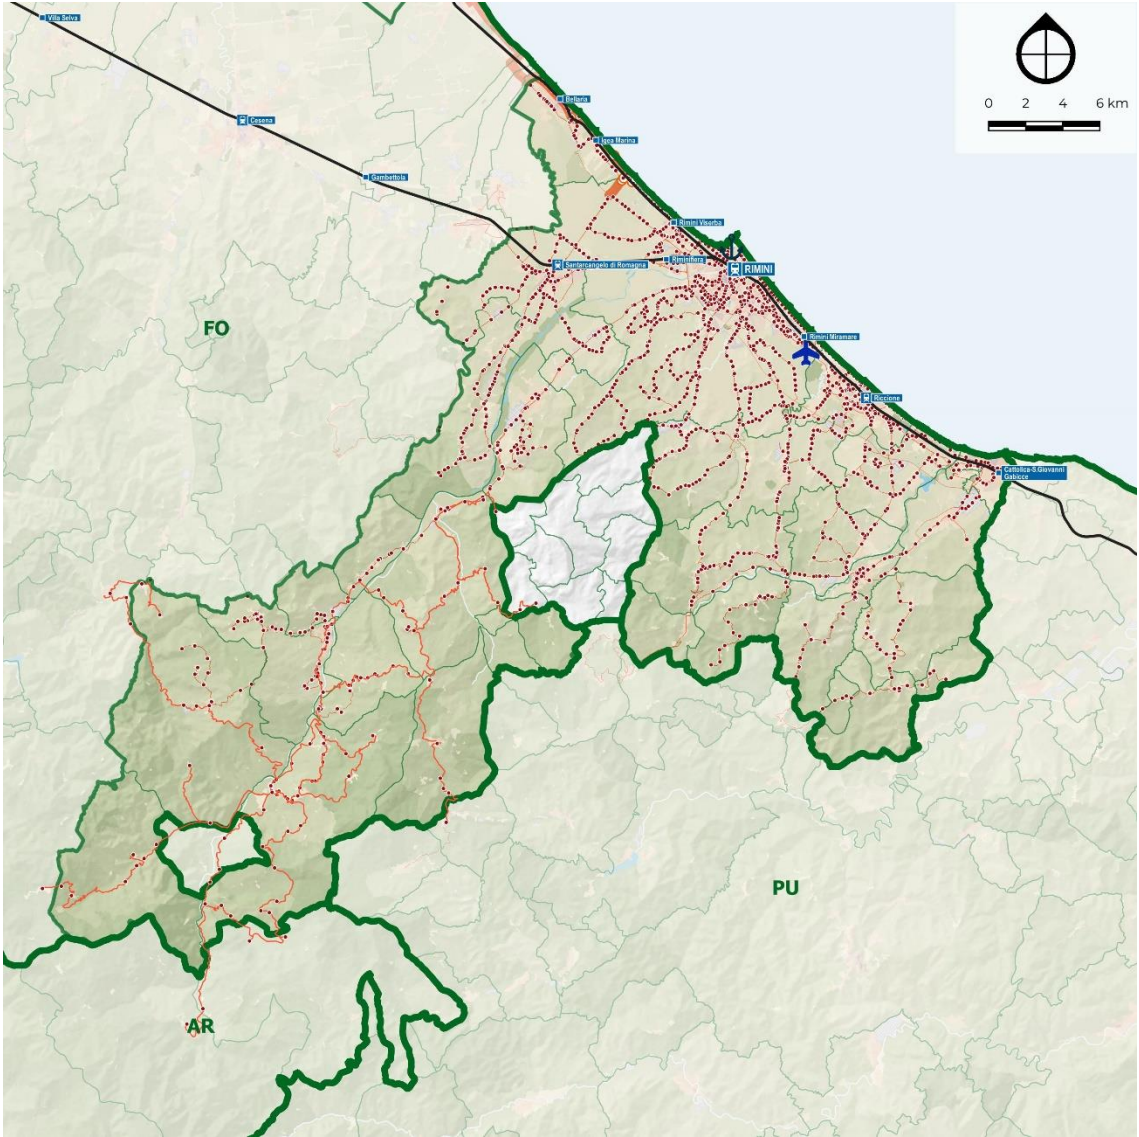 Villa Selva
0 2 4 6 km
Bellaria
Cesena
Igea Marina
Gambettola
Rimini Viserba
Riminifiera
Santarcangelo di Romagna
RIMINI
FO
Rimini Miramare
Riccione
Cattolica-S.Giovanni
Gabicce
PU
AR